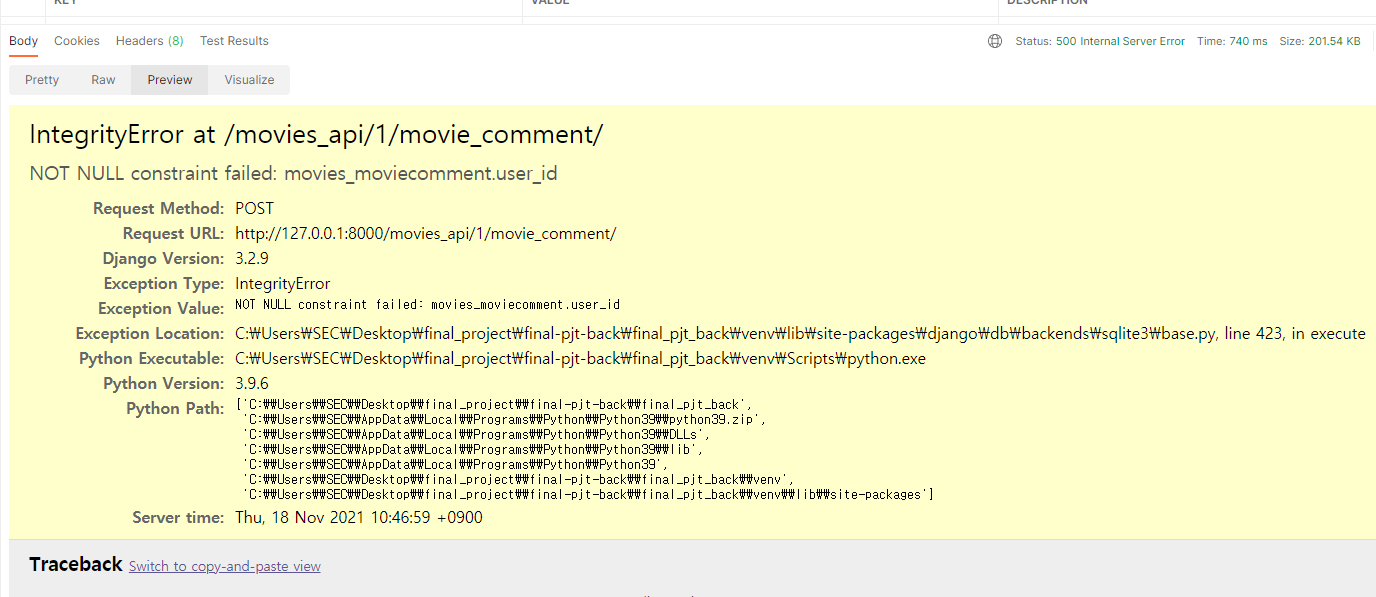 KEY VALUE DESCRIPTION
Body Cookies Headers (8) Test Results Status: 500 Internal Server Error Time: 740 ms Size: 201.54 KB
Pretty Raw Preview Visualize
IntegrityError at /movies_api/1/movie_comment/
NOT NULL constraint failed: movies_moviecomment.user_id
Request Method: POST
Request URL: http://127.0.0.1:8000/movies_api/1/movie_comment/
Django Version: 3.2.9
Exception Type: IntegrityError
Exception Value: NOT NULL constraint failed: movies_moviecomment.user_id
Exception Location: C:₩Users₩SEC₩Desktop₩final_project₩final-pjt-back₩final_pjt_back₩venv₩lib₩site-packages₩django₩db₩backends₩sqlite3₩base.py, line 423, in execute
Python Executable: C:₩Users₩SEC₩Desktop₩final_project₩final-pjt-back₩final_pjt_back₩venv₩Scripts₩python.exe
Python Version: 3.9.6
Python Path: ['C:₩₩Users₩₩SEC₩₩Desktop₩₩final_project₩₩final-pjt-back₩₩final_pjt_back',
'C:₩₩Users₩₩SEC₩₩AppData₩₩Local₩₩Programs₩₩Python₩₩Python39₩₩python39.zip',
'C:₩₩Users₩₩SEC₩₩AppData₩₩Local₩₩Programs₩₩Python₩₩Python39₩₩DLLs',
'C:₩₩Users₩₩SEC₩₩AppData₩₩Local₩₩Programs₩₩Python₩₩Python39₩₩lib',
'C:₩₩Users₩₩SEC₩₩AppData₩₩Local₩₩Programs₩₩Python₩₩Python39',
'C:₩₩Users₩₩SEC₩₩Desktop₩₩final_project₩₩final-pjt-back₩₩final_pjt_back₩₩venv',
'C:₩₩Users₩₩SEC₩₩Desktop₩₩final_project₩₩final-pjt-back₩₩final_pjt_back₩₩venv₩₩lib₩₩site-packages']
Server time: Thu, 18 Nov 2021 10:46:59 +0900
Traceback Switch to copy-and-paste view